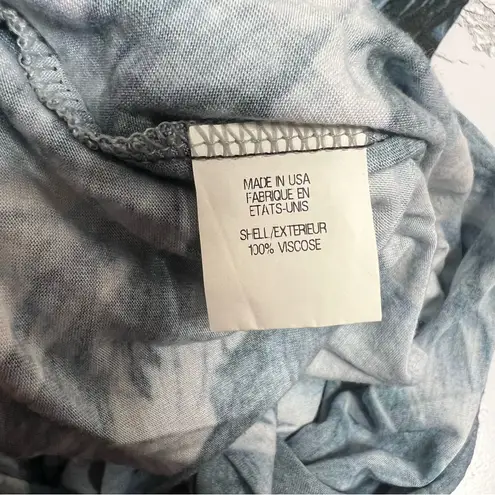 MADE IN USA
FABRIQUE EN
ETATS-UNIS
SHELL/EXTERIEUR
100% VISCOSE